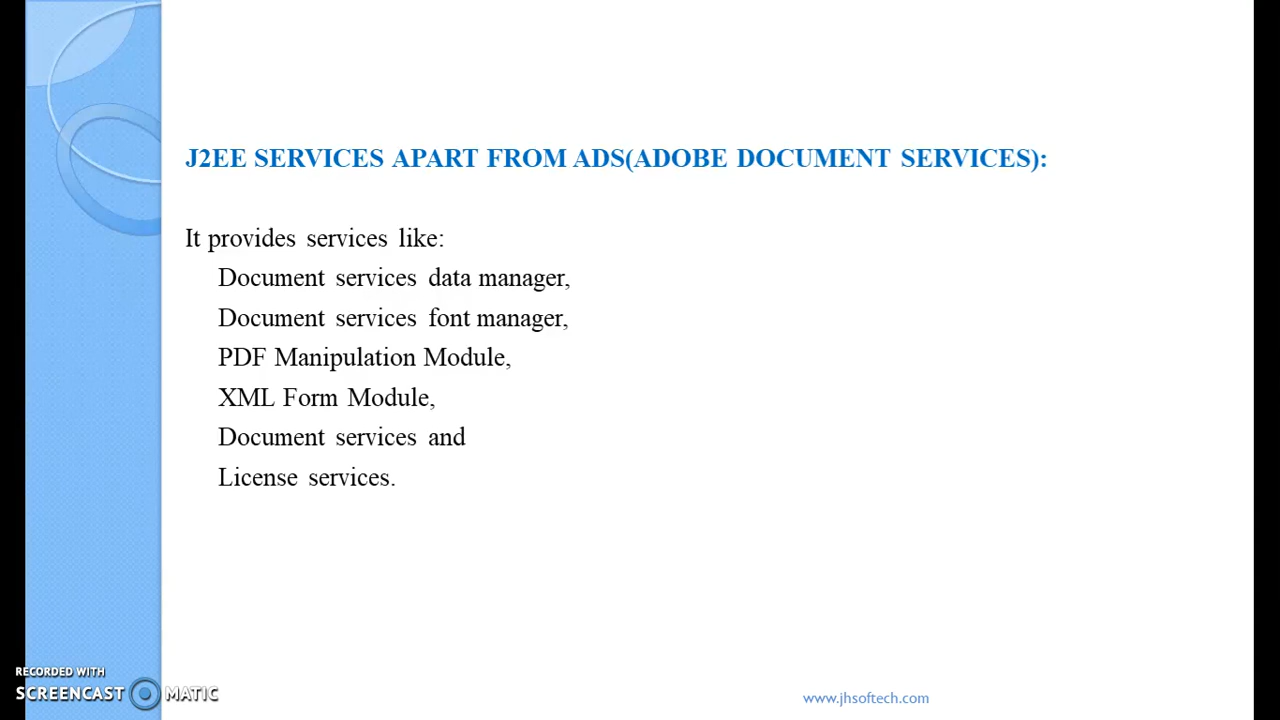 J2EE SERVICES APART FROM ADS(ADOBE DOCUMENT SERVICES):
It provides services like:
Document services data manager,
Document services font manager,
PDF Manipulation Module,
XML Form Module,
Document services and
License services.
RECORDED WITH
SCREENCAST MATIC
www.jhsoftech.com